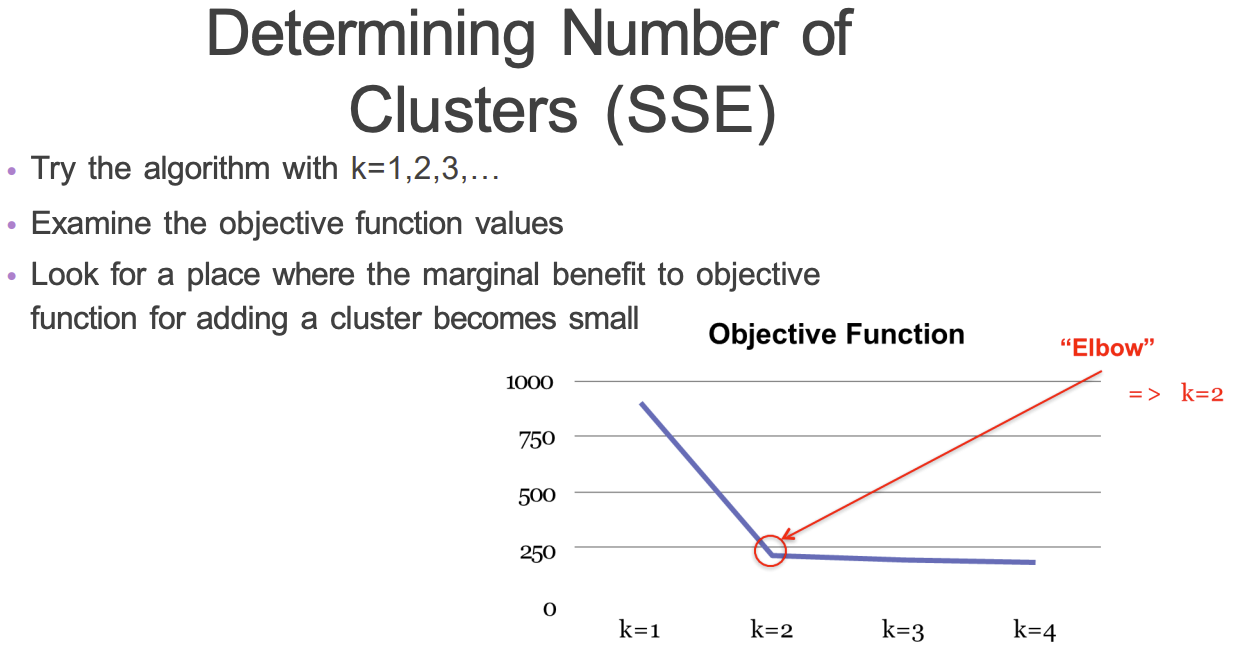 Determining Number of
Clusters (SSE)
• Try the algorithm with k=1,2,3,…
• Examine the objective function values
• Look for a place where the marginal benefit to objective
function for adding a cluster becomes small
Objective Function
“Elbow”
=> k=2
1000
750
500
250
0
k=1 k=2 k=3 k=4